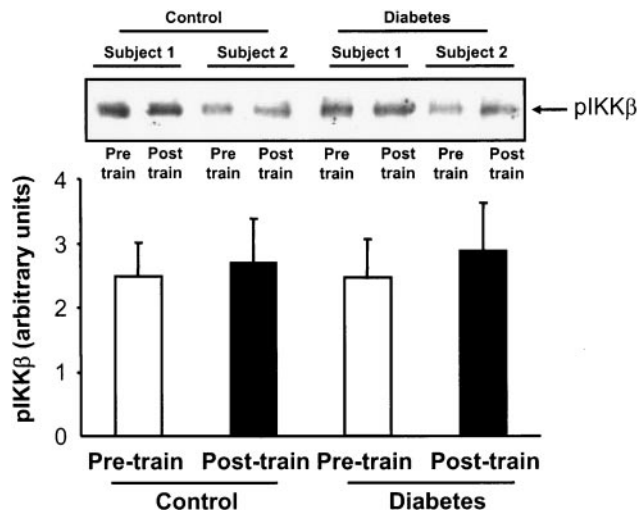 Control Diabetes
Subject 1 Subject 2 Subject 1 Subject 2
pIKKβ
Pre Post Pre Post Pre Post Pre Post
train train train train train train train train
4
3
2
1
0
pIKKβ (arbitrary units)
Pre-train Post-train Pre-train Post-train
Control Diabetes